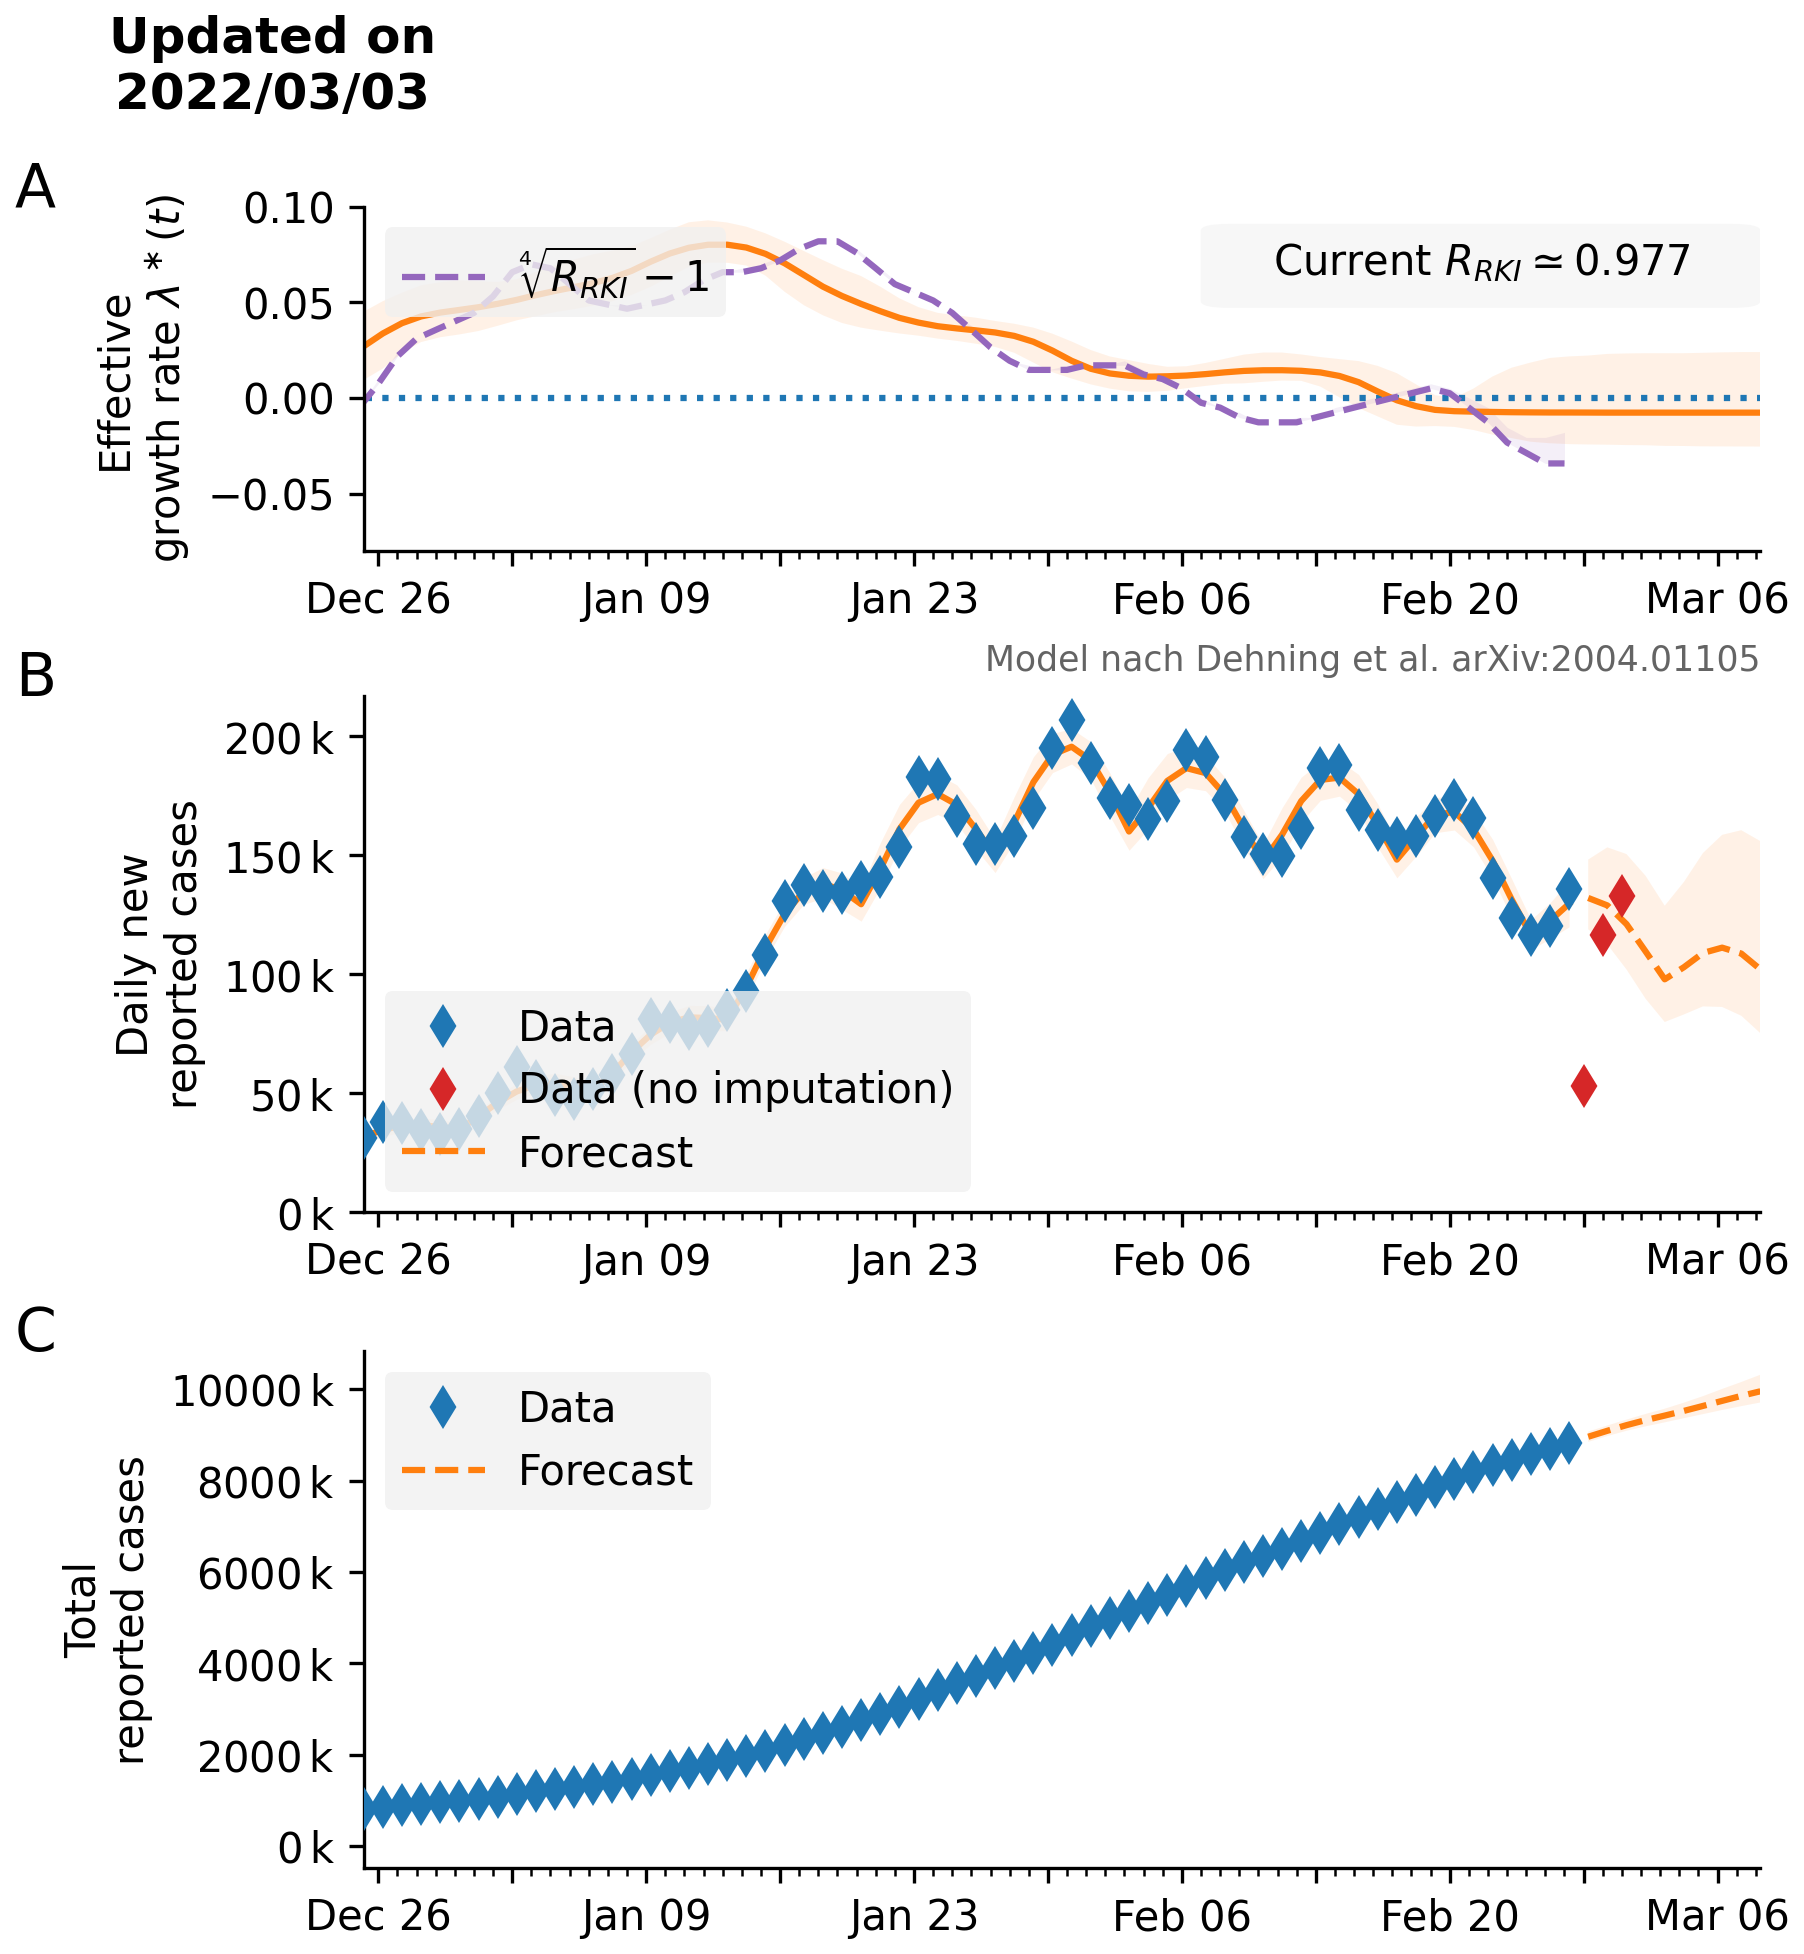 Updated on
2022/03/03
A
Effective
growth rate λ * (t)
0.10
0.05
0.00
−0.05
∜R_RKI − 1
Current R_RKI ≃ 0.977
Dec 26 Jan 09 Jan 23 Feb 06 Feb 20 Mar 06
Model nach Dehning et al. arXiv:2004.01105
B
Daily new
reported cases
200 k
150 k
100 k
50 k
0 k
Data
Data (no imputation)
Forecast
Dec 26 Jan 09 Jan 23 Feb 06 Feb 20 Mar 06
C
Total
reported cases
10000 k
8000 k
6000 k
4000 k
2000 k
0 k
Data
Forecast
Dec 26 Jan 09 Jan 23 Feb 06 Feb 20 Mar 06